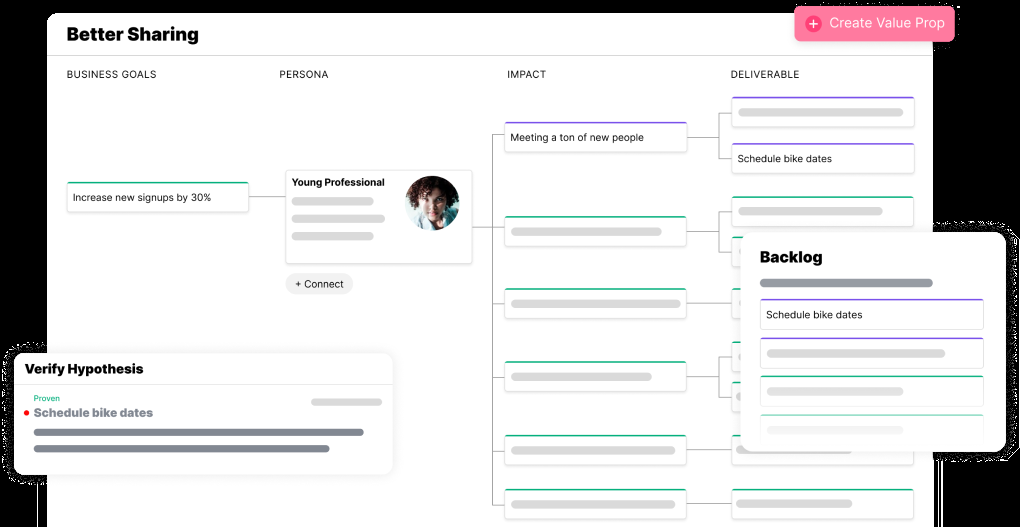 Better Sharing
Create Value Prop
BUSINESS GOALS
PERSONA
IMPACT
DELIVERABLE
Increase new signups by 30%
Young Professional
+ Connect
Meeting a ton of new people
Schedule bike dates
Backlog
Schedule bike dates
Verify Hypothesis
Proven
Schedule bike dates